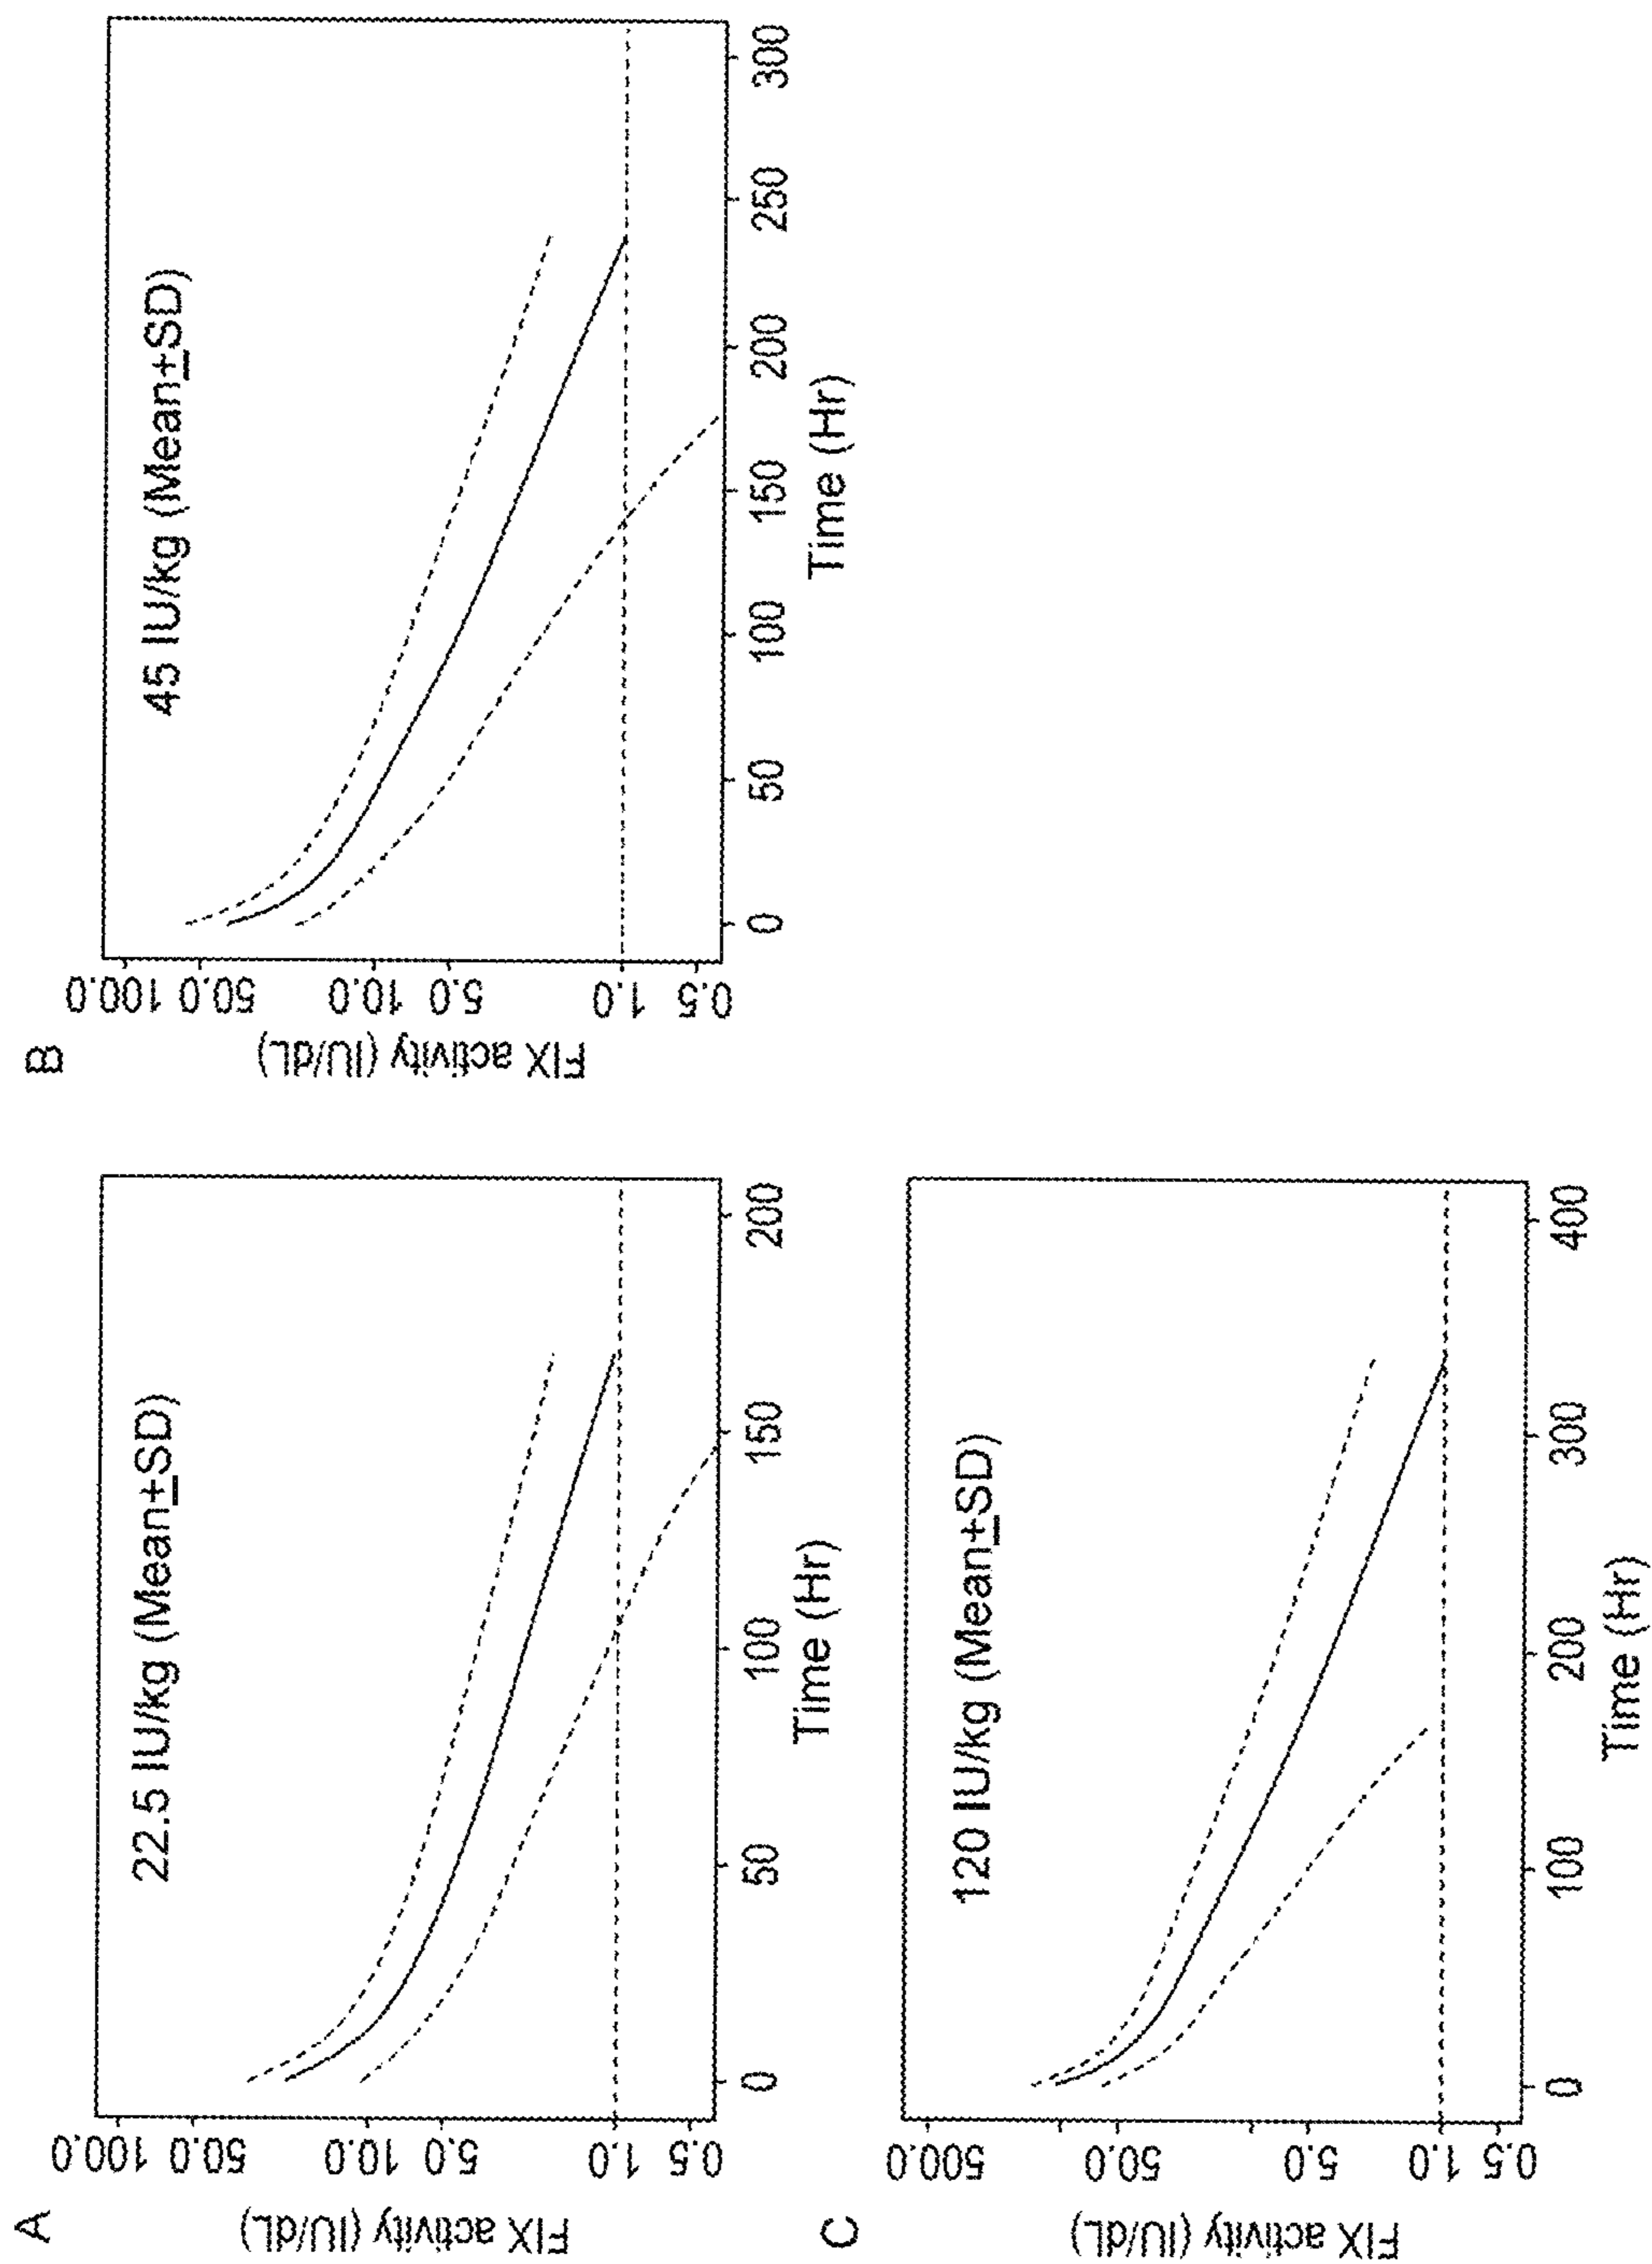 A
22.5 IU/kg (Mean±SD)
FIX activity (IU/dL)
100.0
50.0
10.0
5.0
1.0
0.5
0
50
100
150
200
Time (Hr)
B
45 IU/kg (Mean±SD)
FIX activity (IU/dL)
100.0
50.0
10.0
5.0
1.0
0.5
0
50
100
150
200
250
300
Time (Hr)
C
120 IU/kg (Mean±SD)
FIX activity (IU/dL)
500.0
50.0
5.0
1.0
0.5
0
100
200
300
400
Time (Hr)